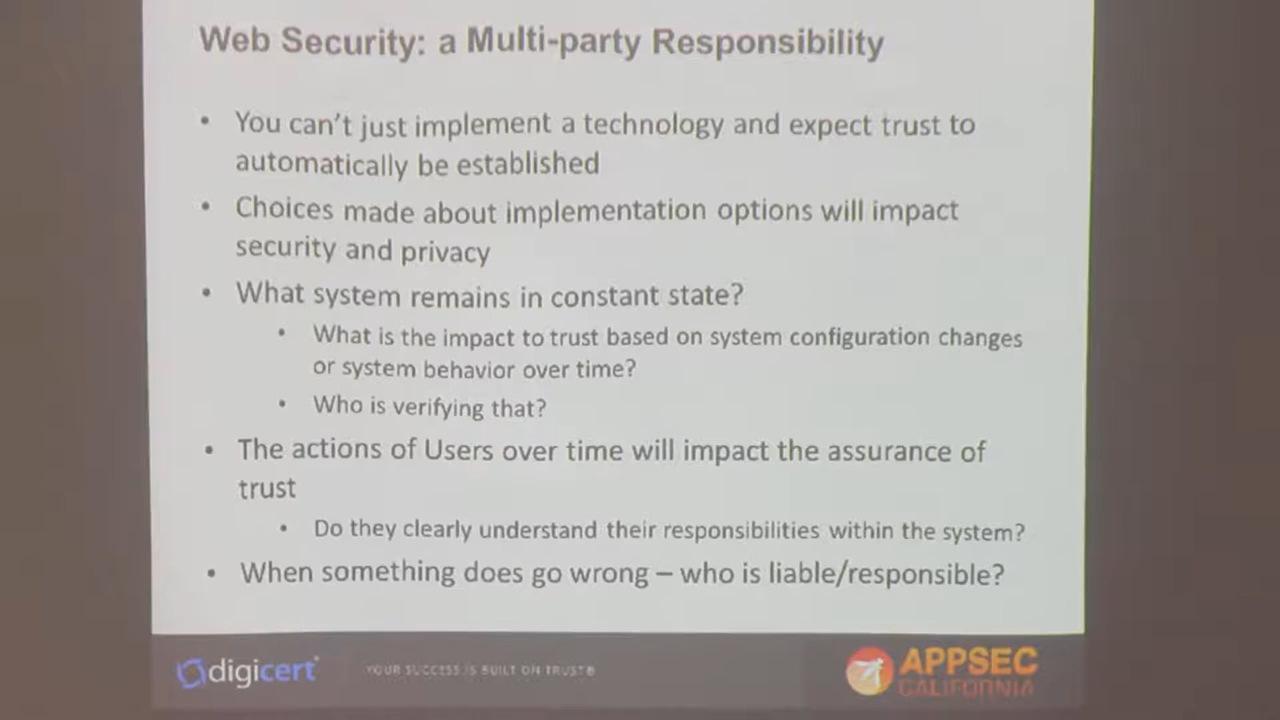 Web Security: a Multi-party Responsibility
• You can't just implement a technology and expect trust to
automatically be established
• Choices made about implementation options will impact
security and privacy
• What system remains in constant state?
• What is the impact to trust based on system configuration changes
or system behavior over time?
• Who is verifying that?
• The actions of Users over time will impact the assurance of
trust
• Do they clearly understand their responsibilities within the system?
• When something does go wrong – who is liable/responsible?
digicert
YOUR SUCCESS IS BUILT ON TRUST®
APPSEC
CALIFORNIA